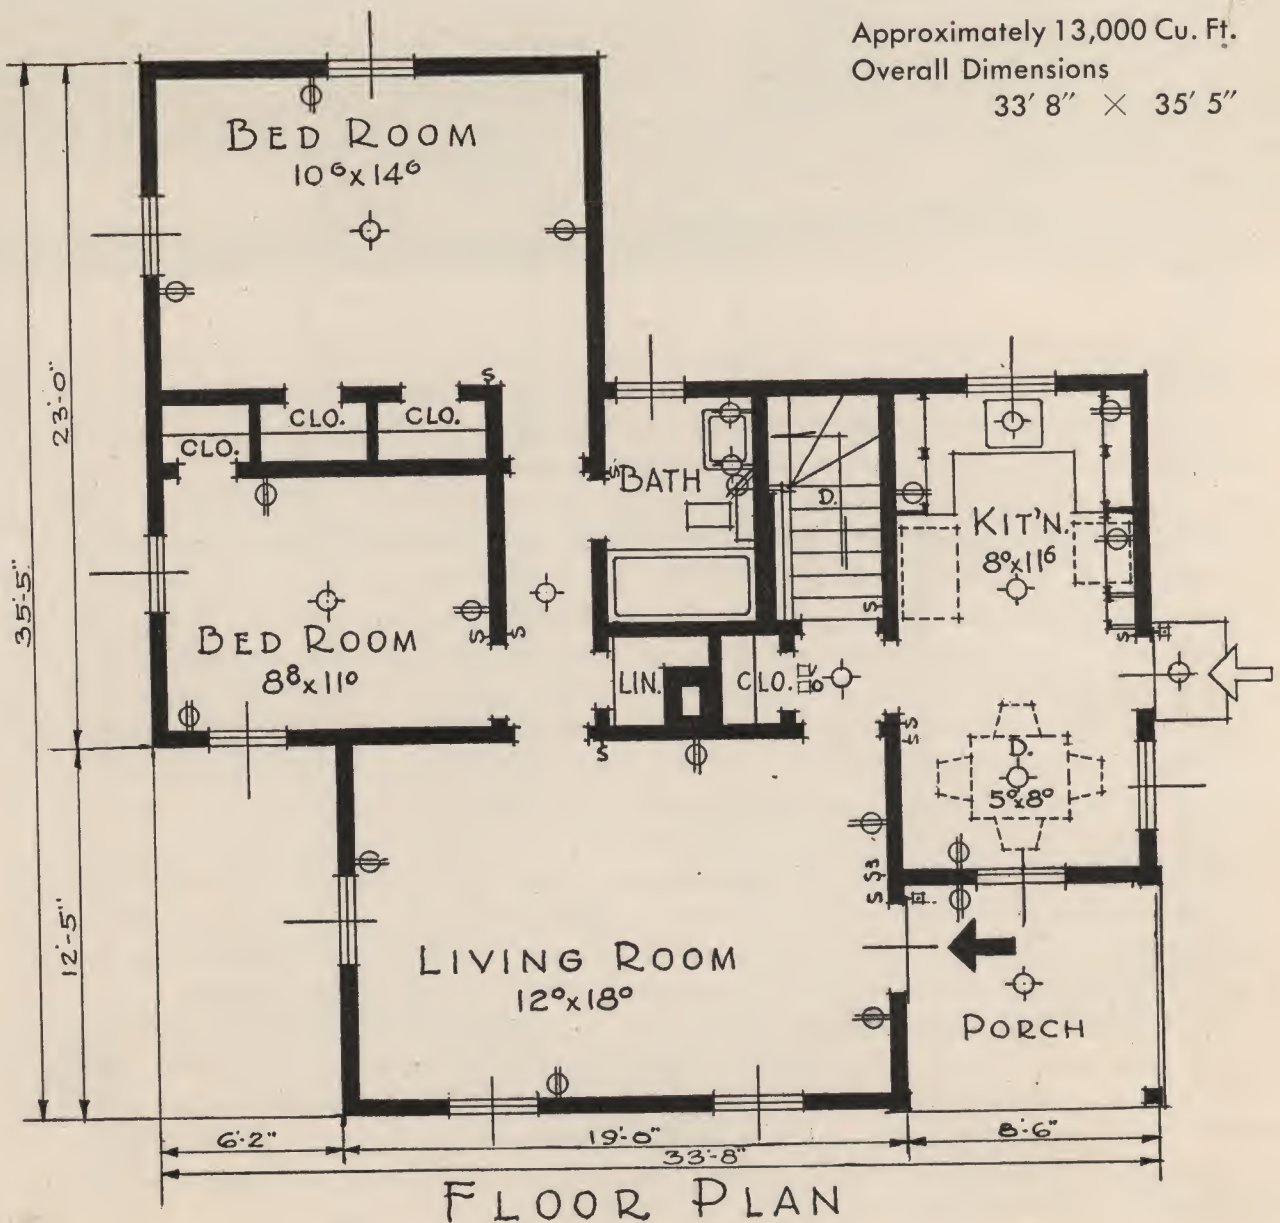 Approximately 13,000 Cu. Ft.
Overall Dimensions
33' 8" × 35' 5"
BED ROOM
10⁶x14⁶
S
CLO.
CLO.
CLO.
S
BATH
D.
KIT'N.
8⁰x11⁶
S
S
S S
BED ROOM
8⁸x11⁰
LIN.
CLO.
S
S
S
D.
5⁰x8⁰
S S3
LIVING ROOM
12⁰x18⁰
PORCH
23'-0"
35'-5"
12'-5"
6'-2"
19'-0"
8'-6"
33'-8"
FLOOR PLAN